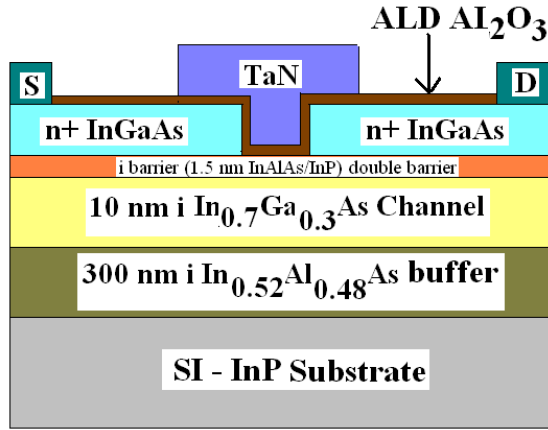 ALD Al₂O₃
TaN
S
D
n+ InGaAs
n+ InGaAs
i barrier (1.5 nm InAlAs/InP) double barrier
10 nm i In₀.₇Ga₀.₃As Channel
300 nm i In₀.₅₂Al₀.₄₈As buffer
SI - InP Substrate